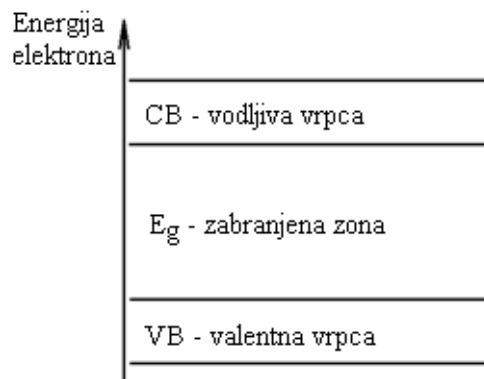 Energija
elektrona
CB - vodljiva vrpca
Eg - zabranjena zona
VB - valentna vrpca